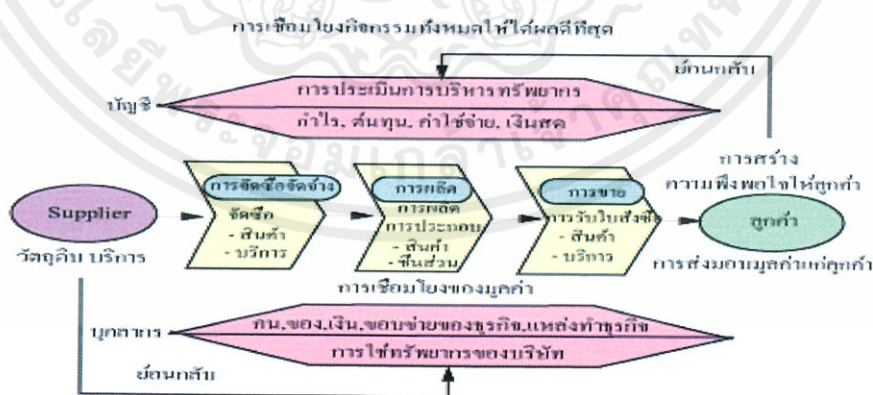 การเชื่อมโยงกิจกรรมทั้งหมดให้ได้ผลดีที่สุด
ย้อนกลับ
การประเมินการบริหารทรัพยากร
บัญชี
กำไร, ต้นทุน, ค่าใช้จ่าย, เงินสด
การสร้าง
ความพึงพอใจให้ลูกค้า
การจัดซื้อจัดจ้าง
จัดซื้อ
- สินค้า
- บริการ
การผลิต
การผลิต
การประกอบ
- สินค้า
- ชิ้นส่วน
การขาย
การรับใบสั่งซื้อ
- สินค้า
- บริการ
Supplier
ลูกค้า
วัตถุดิบ บริการ
การส่งมอบมูลค่าแก่ลูกค้า
การเชื่อมโยงของมูลค่า
บุคลากร
คน,ของ,เงิน,ขอบข่ายของธุรกิจ,แหล่งทำธุรกิจ
การใช้ทรัพยากรของบริษัท
ย้อนกลับ